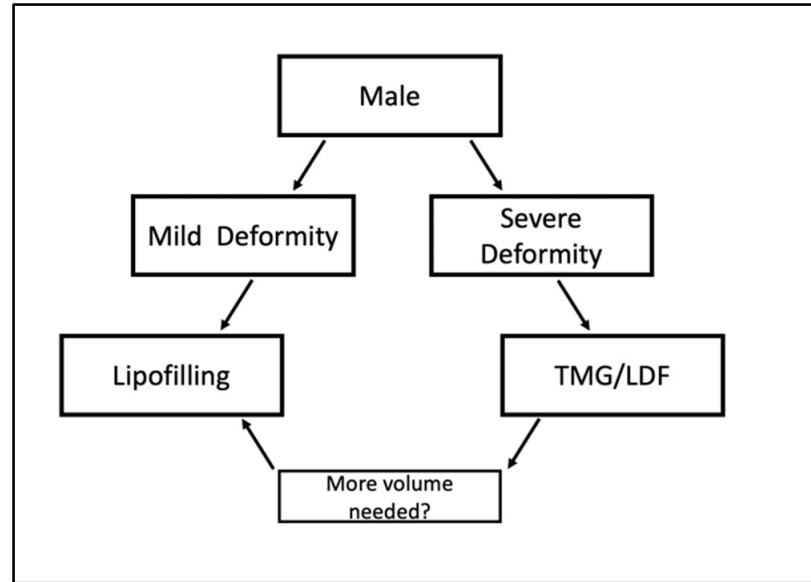 Male
Mild Deformity
Severe
Deformity
Lipofilling
TMG/LDF
More volume
needed?